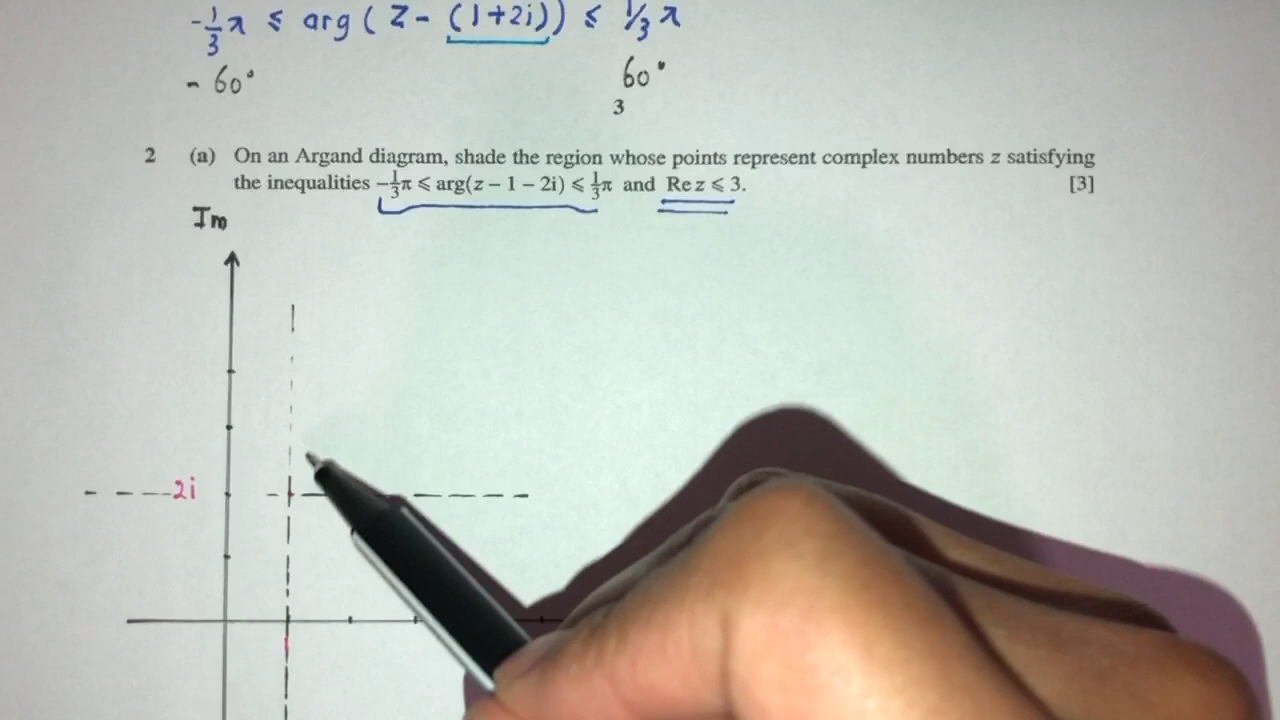 -⅓π ≤ arg ( z - (1+2i)) ≤ ⅓π
- 60° 60°
3
2 (a) On an Argand diagram, shade the region whose points represent complex numbers z satisfying
the inequalities −⅓π ⩽ arg(z − 1 − 2i) ⩽ ⅓π and Re z ⩽ 3. [3]
Im
2i